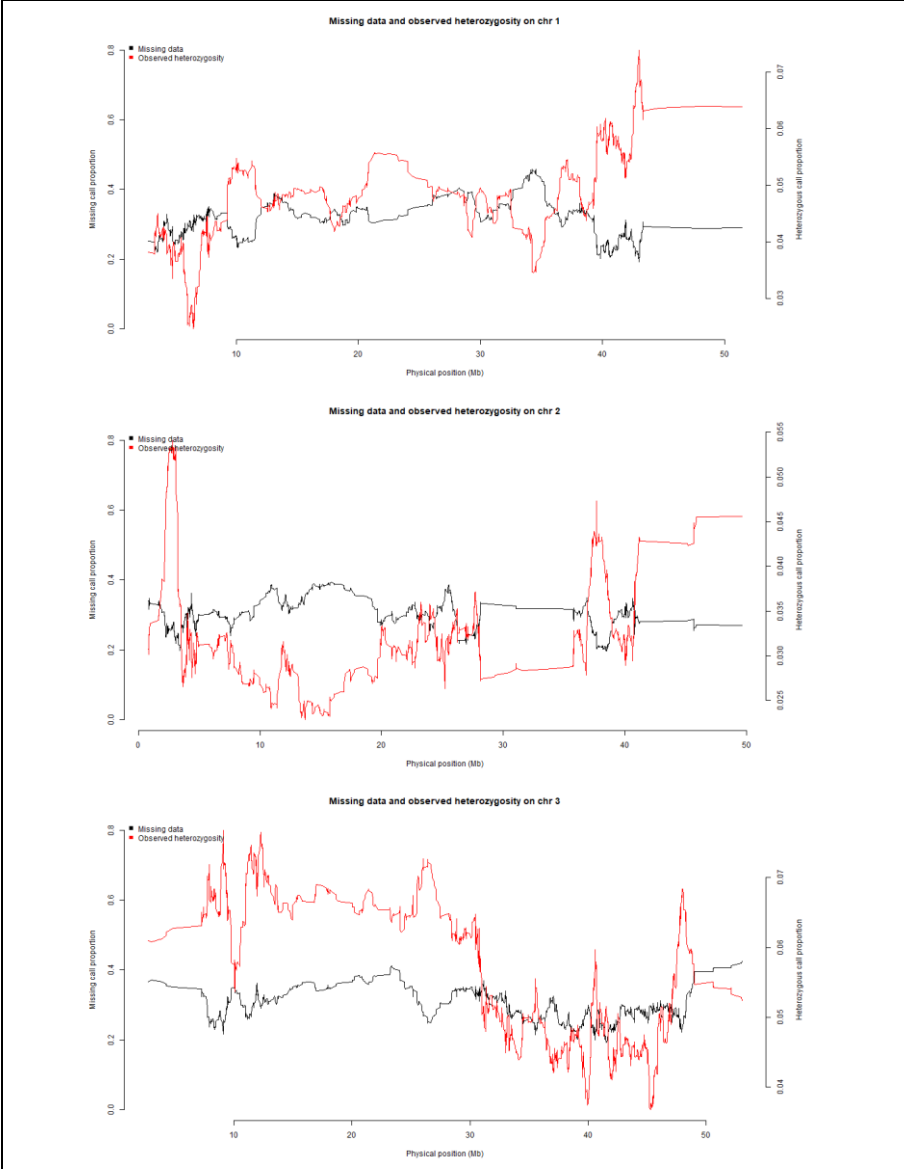 Missing data and observed heterozygosity on chr 1
Missing data
Observed heterozygosity
0.8
0.6
0.4
0.2
0.0
Missing call proportion
0.07
0.06
0.05
0.04
0.03
Heterozygous call proportion
10 20 30 40 50
Physical position (Mb)
Missing data and observed heterozygosity on chr 2
Missing data
Observed heterozygosity
0.8
0.6
0.4
0.2
0.0
Missing call proportion
0.055
0.050
0.045
0.040
0.035
0.030
0.025
Heterozygous call proportion
0 10 20 30 40 50
Physical position (Mb)
Missing data and observed heterozygosity on chr 3
Missing data
Observed heterozygosity
0.8
0.6
0.4
0.2
0.0
Missing call proportion
0.07
0.06
0.05
0.04
Heterozygous call proportion
10 20 30 40 50
Physical position (Mb)